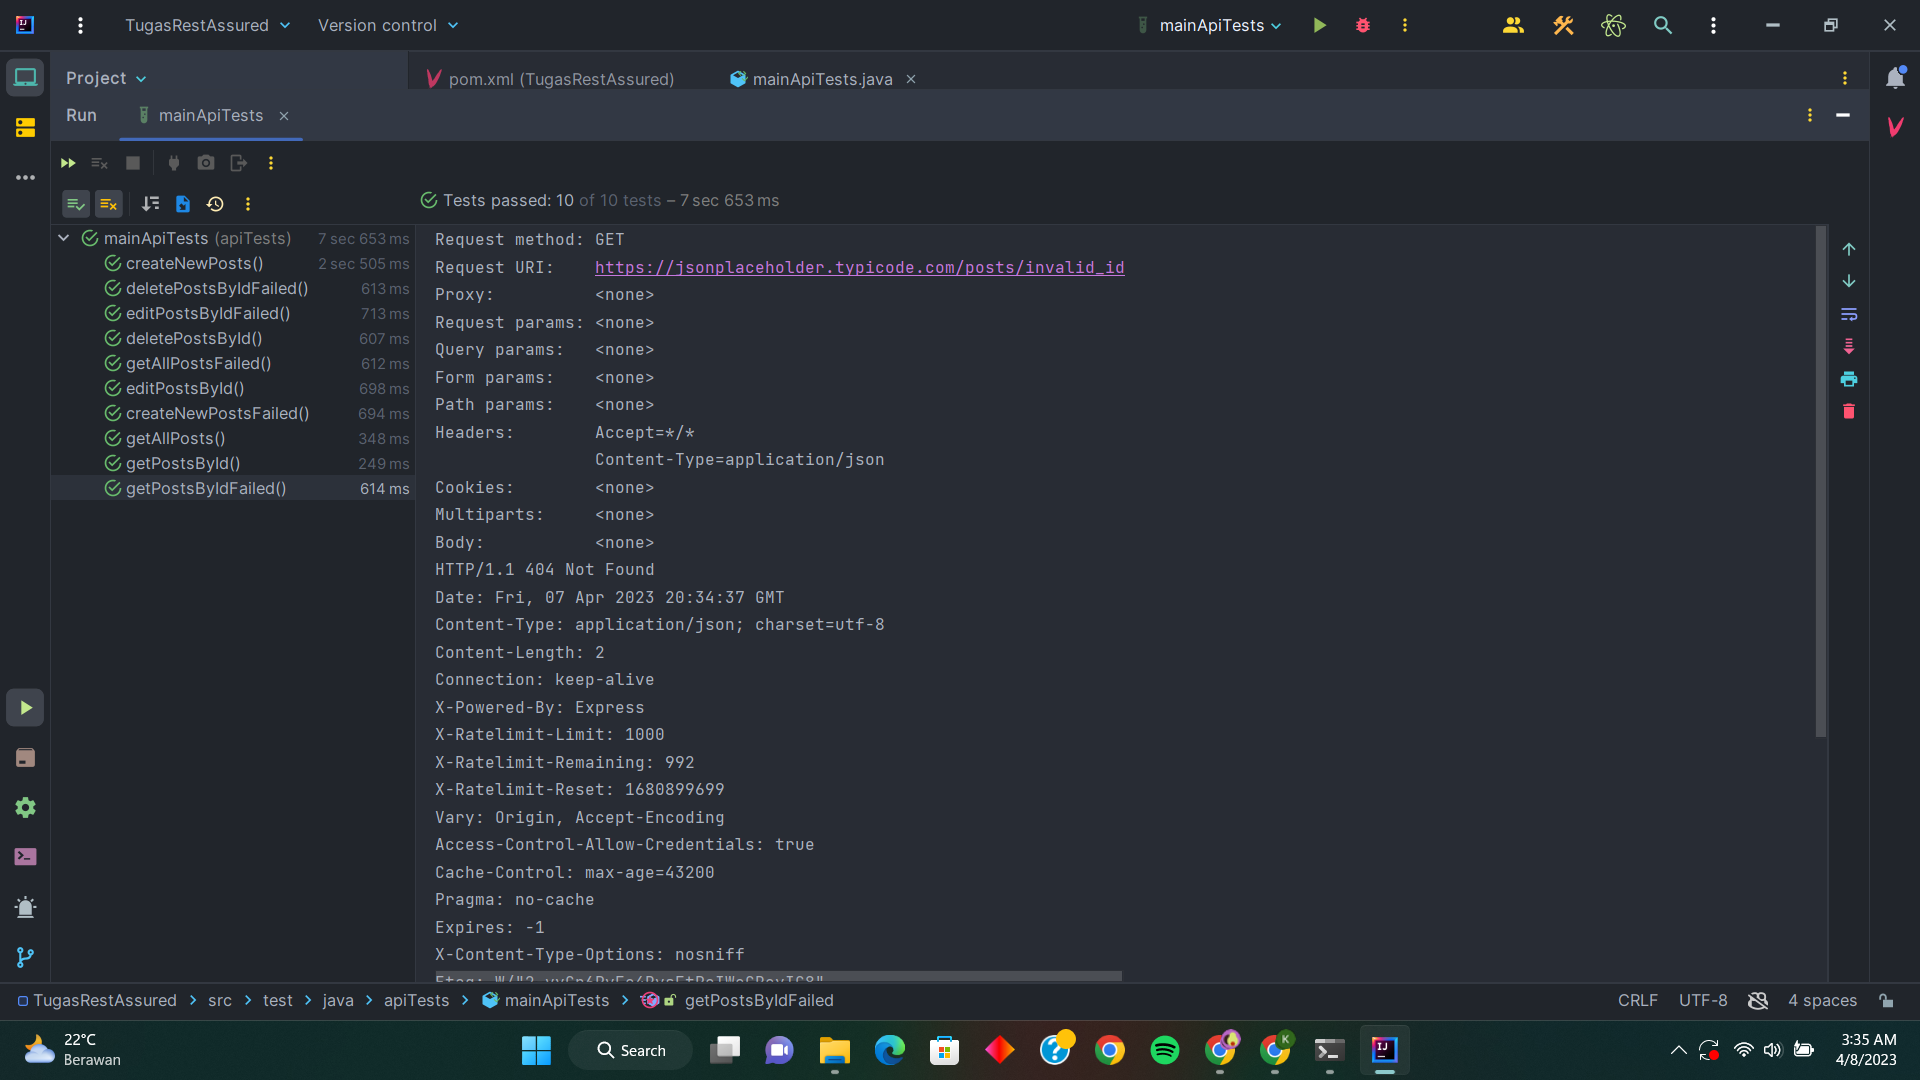 TugasRestAssured Version control mainApiTests
Project pom.xml (TugasRestAssured) mainApiTests.java
Run mainApiTests
Tests passed: 10 of 10 tests – 7 sec 653 ms
mainApiTests (apiTests) 7 sec 653 ms
createNewPosts() 2 sec 505 ms
deletePostsByIdFailed() 613 ms
editPostsByIdFailed() 713 ms
deletePostsById() 607 ms
getAllPostsFailed() 612 ms
editPostsById() 698 ms
createNewPostsFailed() 694 ms
getAllPosts() 348 ms
getPostsById() 249 ms
getPostsByIdFailed() 614 ms
Request method: GET
Request URI: https://jsonplaceholder.typicode.com/posts/invalid_id
Proxy: <none>
Request params: <none>
Query params: <none>
Form params: <none>
Path params: <none>
Headers: Accept=*/*
Content-Type=application/json
Cookies: <none>
Multiparts: <none>
Body: <none>
HTTP/1.1 404 Not Found
Date: Fri, 07 Apr 2023 20:34:37 GMT
Content-Type: application/json; charset=utf-8
Content-Length: 2
Connection: keep-alive
X-Powered-By: Express
X-Ratelimit-Limit: 1000
X-Ratelimit-Remaining: 992
X-Ratelimit-Reset: 1680899699
Vary: Origin, Accept-Encoding
Access-Control-Allow-Credentials: true
Cache-Control: max-age=43200
Pragma: no-cache
Expires: -1
X-Content-Type-Options: nosniff
TugasRestAssured src test java apiTests mainApiTests getPostsByIdFailed CRLF UTF-8 4 spaces
22°C
Berawan
Search
3:35 AM
4/8/2023